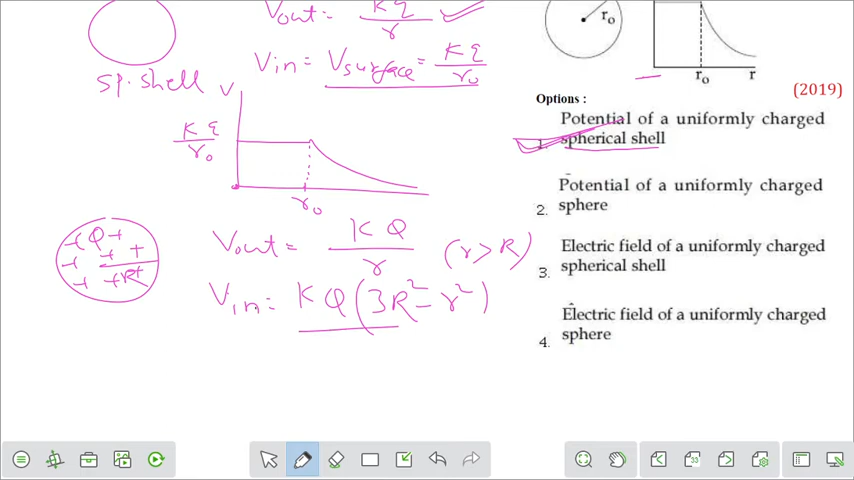 Vout = Kq/r
Vin = Vsurface = Kq/r₀
SP. Shell
V
Kq/r₀
r₀
Q
+R
Vout = KQ/r (r>R)
Vin = KQ(3R²-r²)
r₀
r₀ r
(2019)
Options :
1. Potential of a uniformly charged
spherical shell
2. Potential of a uniformly charged
sphere
3. Electric field of a uniformly charged
spherical shell
4. Electric field of a uniformly charged
sphere
33